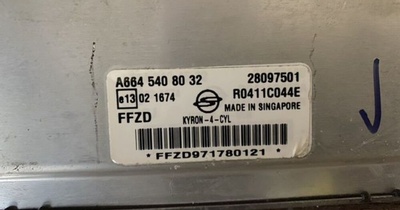 A664 540 80 32 28097501
e13 02 1674 R0411C044E
MADE IN SINGAPORE
FFZD KYRON-4-CYL
*FFZD971780121*